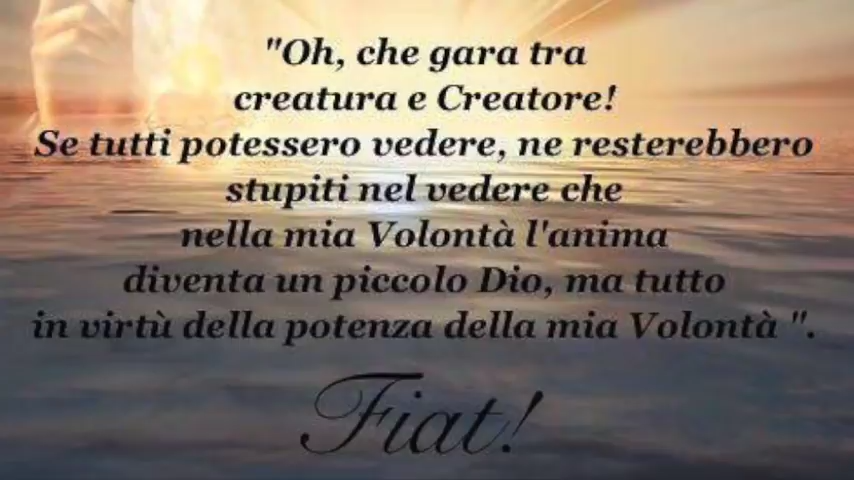 "Oh, che gara tra
creatura e Creatore!
Se tutti potessero vedere, ne resterebbero
stupiti nel vedere che
nella mia Volontà l'anima
diventa un piccolo Dio, ma tutto
in virtù della potenza della mia Volontà ".
Fiat!